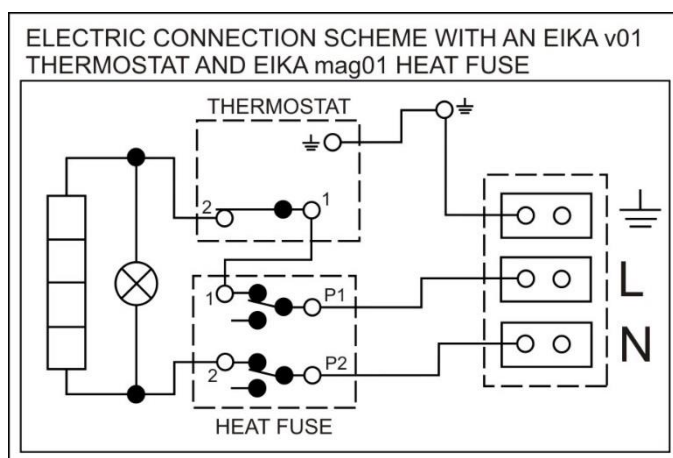 ELECTRIC CONNECTION SCHEME WITH AN EIKA v01
THERMOSTAT AND EIKA mag01 HEAT FUSE
THERMOSTAT
2
1
1
P1
L
2
P2
N
HEAT FUSE